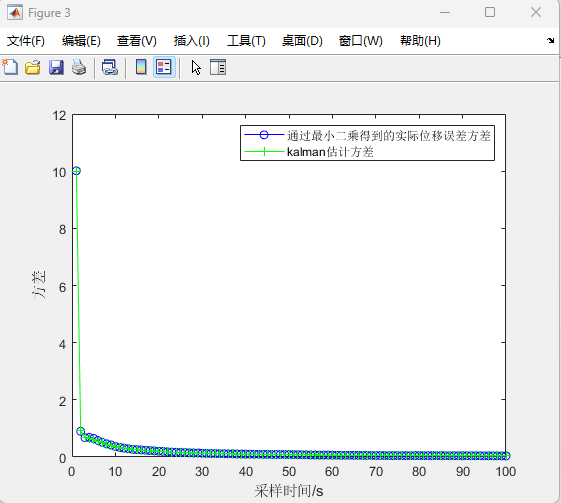 Figure 3
文件(F) 编辑(E) 查看(V) 插入(I) 工具(T) 桌面(D) 窗口(W) 帮助(H)
通过最小二乘得到的实际位移误差方差
kalman估计方差
12
10
8
6
4
2
0
方差
0 10 20 30 40 50 60 70 80 90 100
采样时间/s